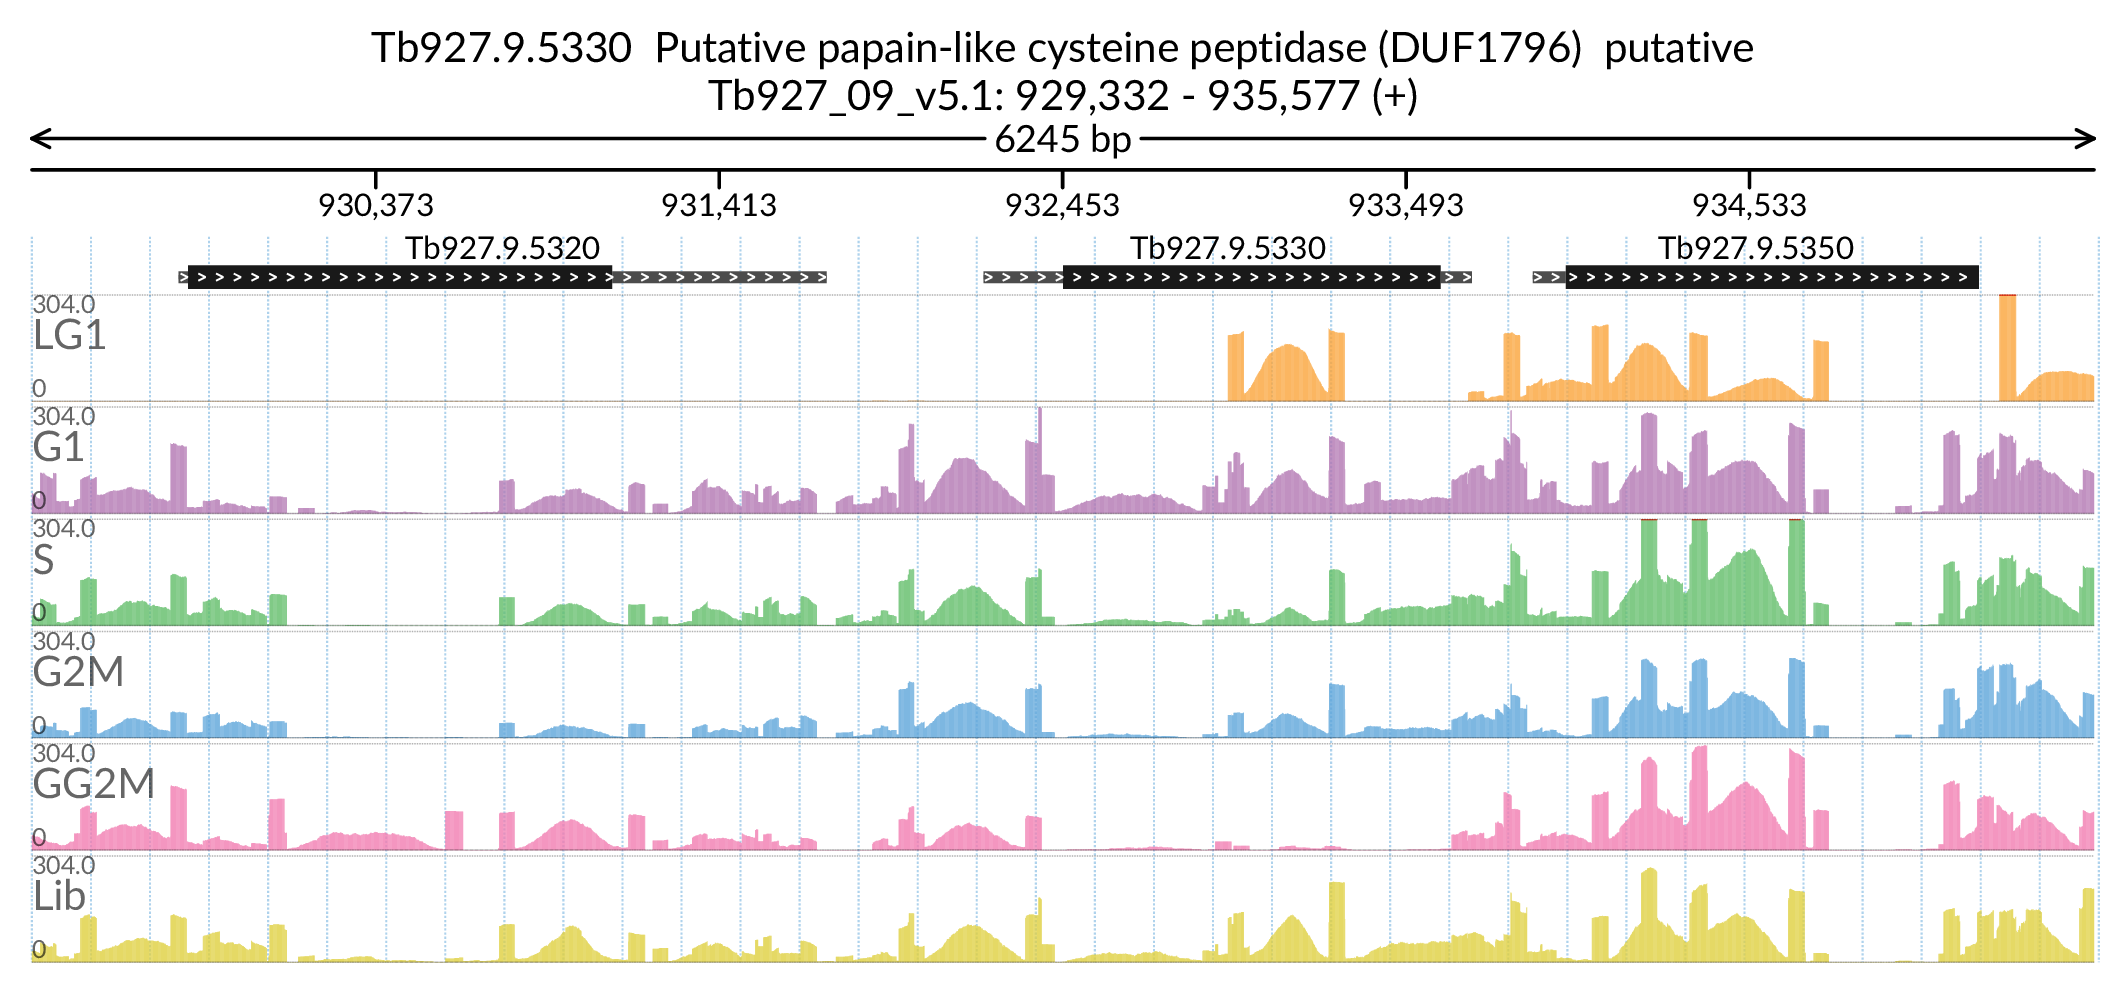 Tb927.9.5330  Putative papain-like cysteine peptidase (DUF1796)  putative
Tb927_09_v5.1: 929,332 - 935,577 (+)
6245 bp
930,373 931,413 932,453 933,493 934,533
Tb927.9.5320 Tb927.9.5330 Tb927.9.5350
304.0
LG1
0
304.0
G1
0
304.0
S
0
304.0
G2M
0
304.0
GG2M
0
304.0
Lib
0